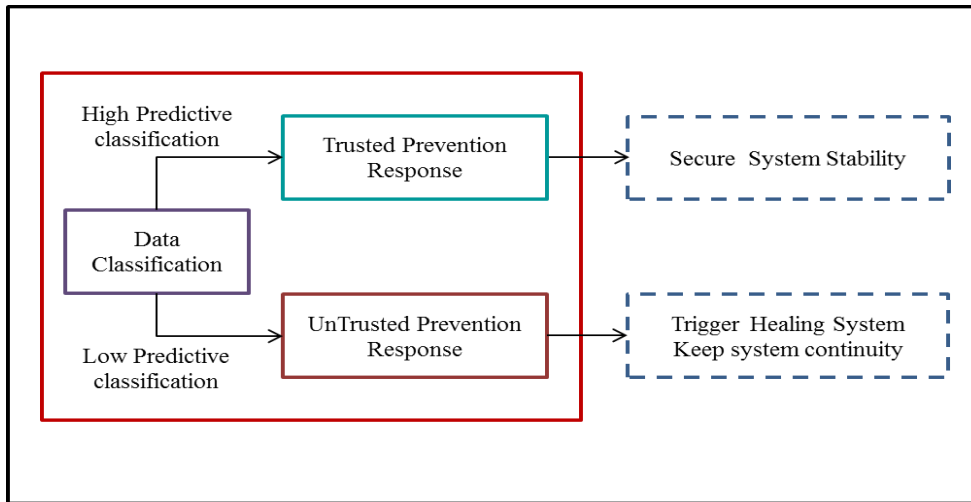 High Predictive
classification
Trusted Prevention
Response
Secure System Stability
Data
Classification
UnTrusted Prevention
Response
Trigger Healing System
Keep system continuity
Low Predictive
classification